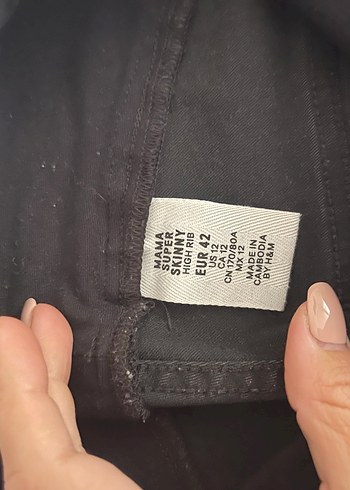 MAMA
SUPER
SKINNY
HIGH RIB
EUR 42
US 12
CA 12
CN 170/80A
MX 12
MADE IN
CAMBODIA
BY H&M